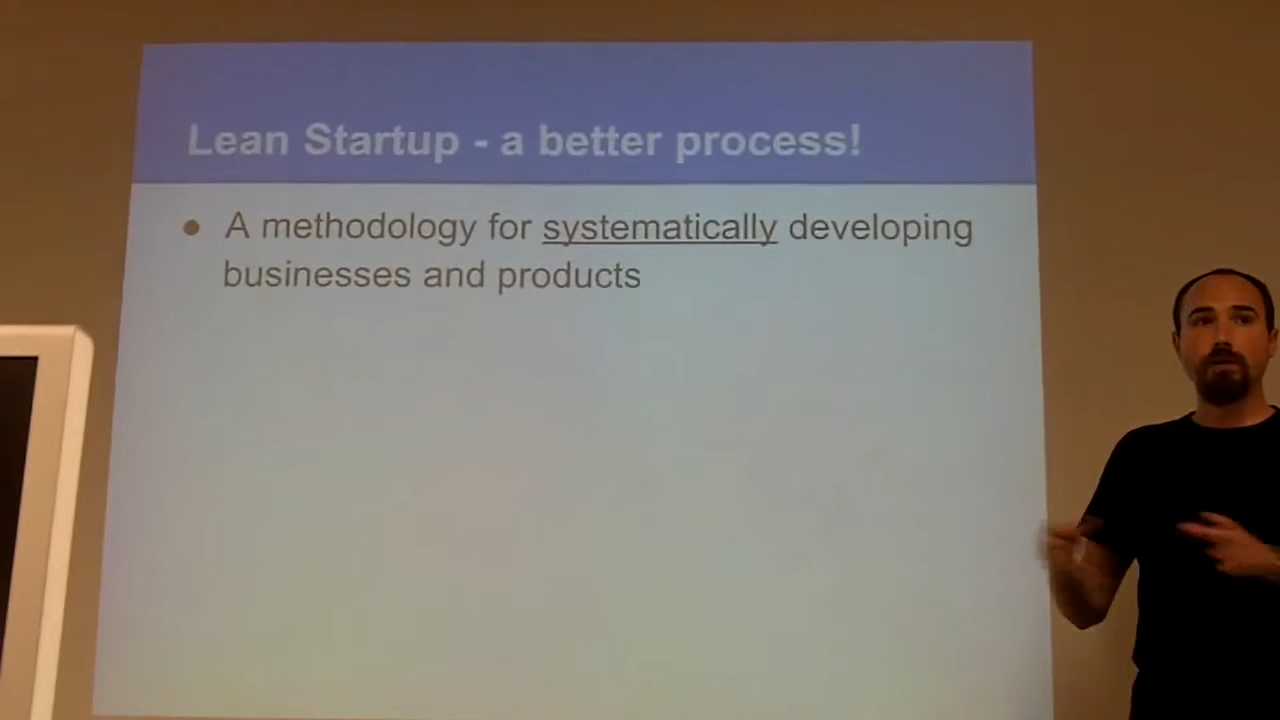 Lean Startup - a better process!
● A methodology for systematically developing
businesses and products